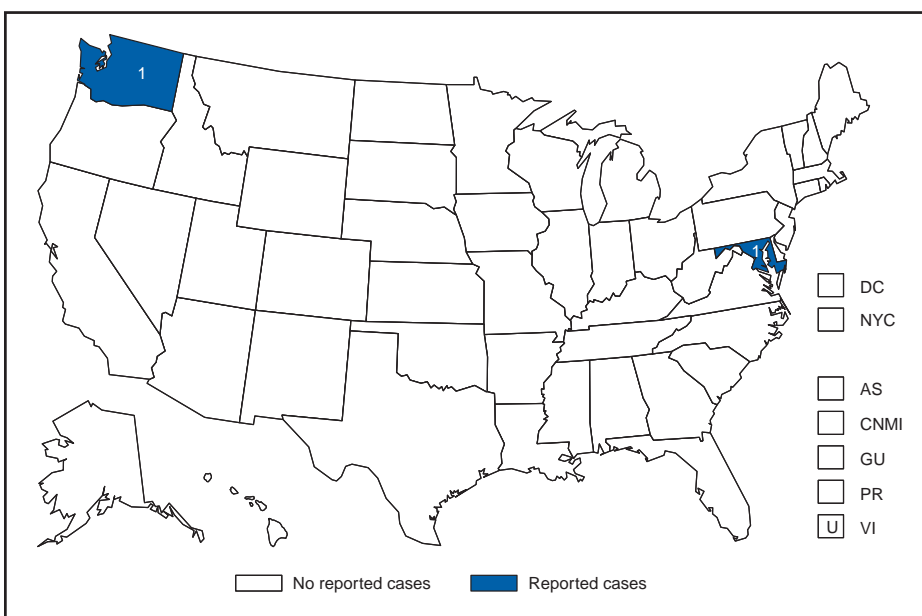 1
1
DC
NYC
AS
CNMI
GU
PR
U VI
No reported cases Reported cases